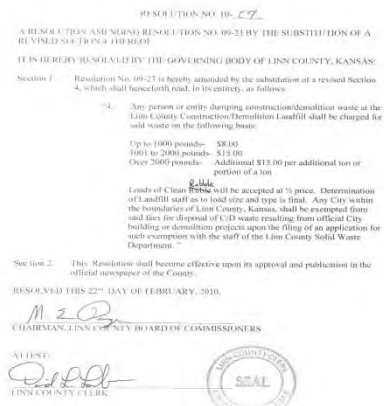 RESOLUTION NO. 10- 07
A RESOLUTION AMENDING RESOLUTION NO. 09-23 BY THE SUBSTITUTION OF A
REVISED SECTION 4 THEREOF
IT IS HEREBY RESOLVED BY THE GOVERNING BODY OF LINN COUNTY, KANSAS:
Section 1. Resolution No. 09-23 is hereby amended by the substitution of a revised Section
4, which shall henceforth read, in its entirety, as follows:
"4. Any person or entity dumping construction/demolition waste at the
Linn County Construction/Demolition Landfill shall be charged for
said waste on the following basis:
Up to 1000 pounds- $8.00
1001 to 2000 pounds- $15.00
Over 2000 pounds- Additional $15.00 per additional ton or
portion of a ton
Rubble
Loads of Clean Ruble will be accepted at ½ price. Determination
of Landfill staff as to load size and type is final. Any City within
the boundaries of Linn County, Kansas, shall be exempted from
said fees for disposal of C/D waste resulting from official City
building or demolition projects upon the filing of an application for
such exemption with the staff of the Linn County Solid Waste
Department. "
Section 2. This Resolution shall become effective upon its approval and publication in the
official newspaper of the County.
RESOLVED THIS 22nd DAY OF FEBRUARY, 2010.
CHAIRMAN, LINN COUNTY BOARD OF COMMISSIONERS
ATTEST:
LINN COUNTY CLERK
COUNTY CLERK
SEAL